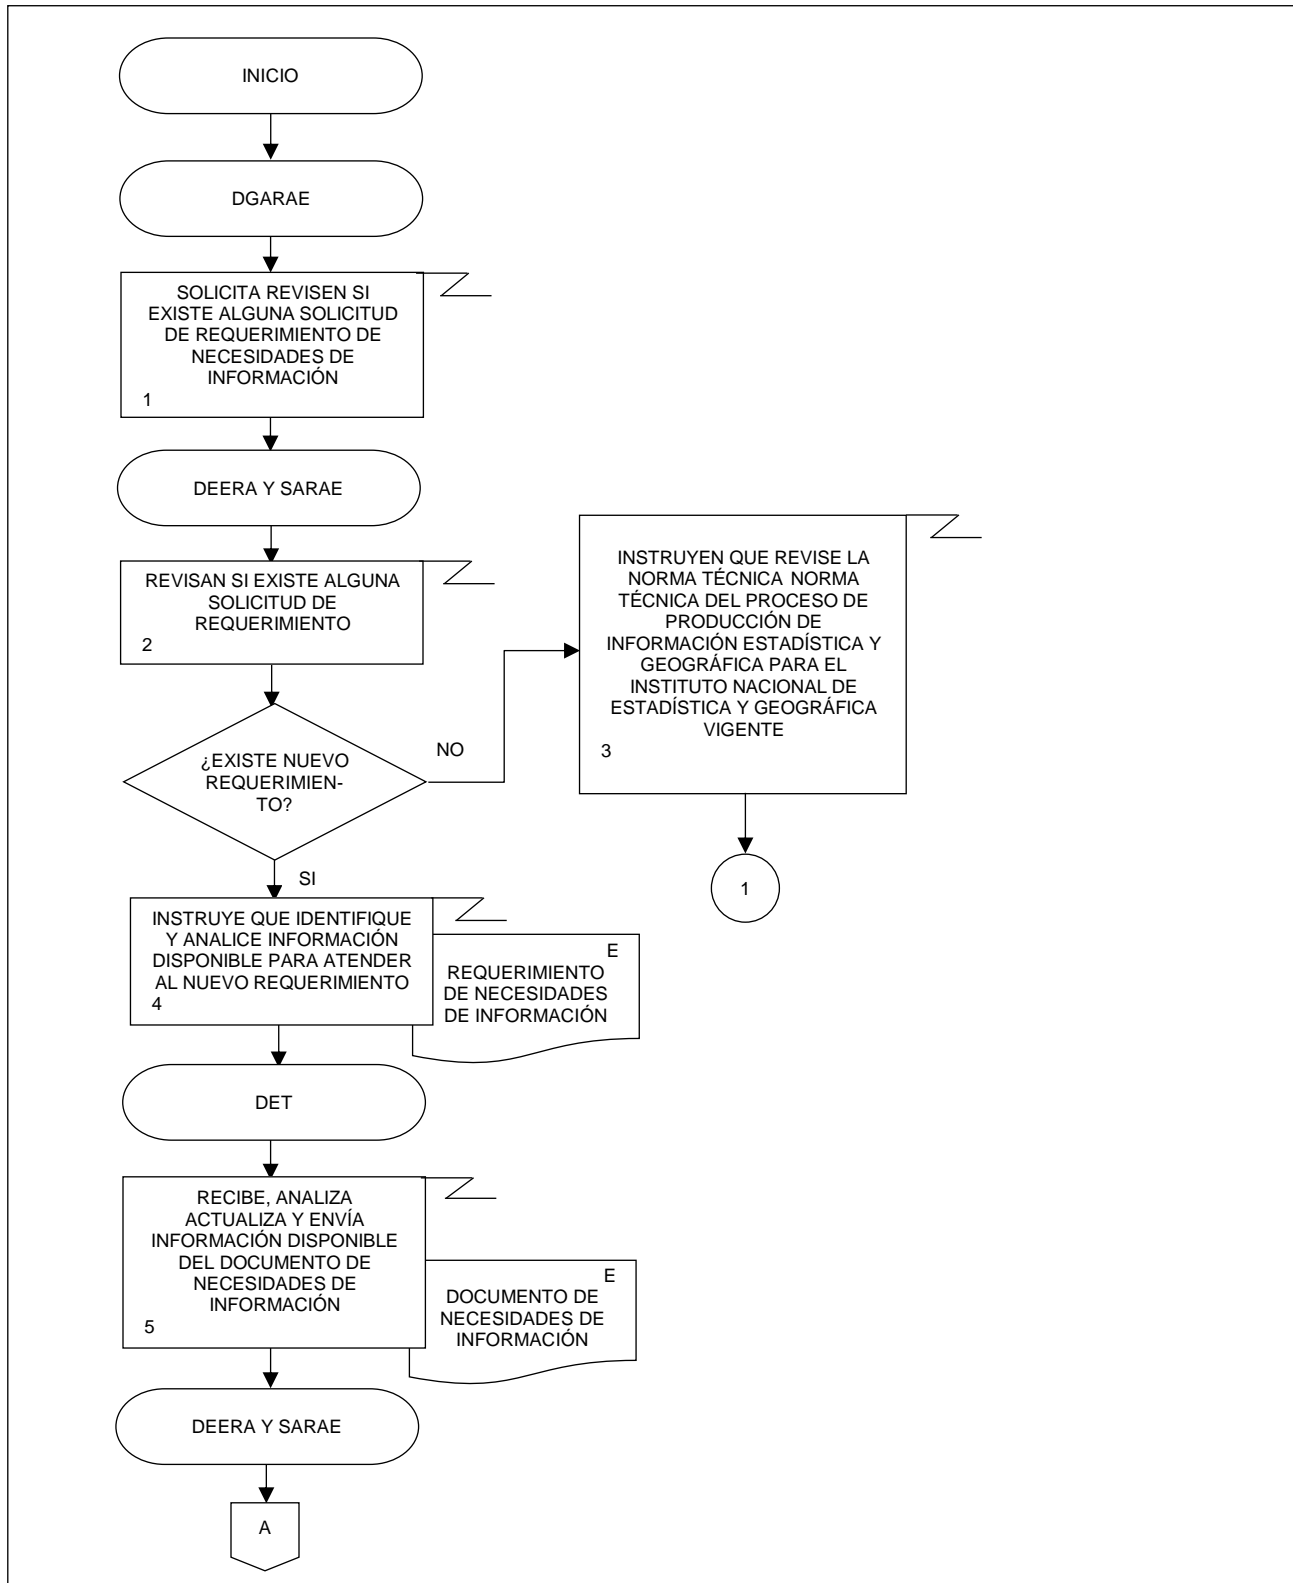 INICIO
DGARAE
SOLICITA REVISEN SI
EXISTE ALGUNA SOLICITUD
DE REQUERIMIENTO DE
NECESIDADES DE
INFORMACIÓN
1
DEERA Y SARAE
REVISAN SI EXISTE ALGUNA
SOLICITUD DE
REQUERIMIENTO
2
¿EXISTE NUEVO
REQUERIMIEN-
TO?
NO
INSTRUYEN QUE REVISE LA
NORMA TÉCNICA NORMA
TÉCNICA DEL PROCESO DE
PRODUCCIÓN DE
INFORMACIÓN ESTADÍSTICA Y
GEOGRÁFICA PARA EL
INSTITUTO NACIONAL DE
ESTADÍSTICA Y GEOGRÁFICA
VIGENTE
3
1
SI
INSTRUYE QUE IDENTIFIQUE
Y ANALICE INFORMACIÓN
DISPONIBLE PARA ATENDER
AL NUEVO REQUERIMIENTO
4
E
REQUERIMIENTO
DE NECESIDADES
DE INFORMACIÓN
DET
RECIBE, ANALIZA
ACTUALIZA Y ENVÍA
INFORMACIÓN DISPONIBLE
DEL DOCUMENTO DE
NECESIDADES DE
INFORMACIÓN
5
E
DOCUMENTO DE
NECESIDADES DE
INFORMACIÓN
DEERA Y SARAE
A